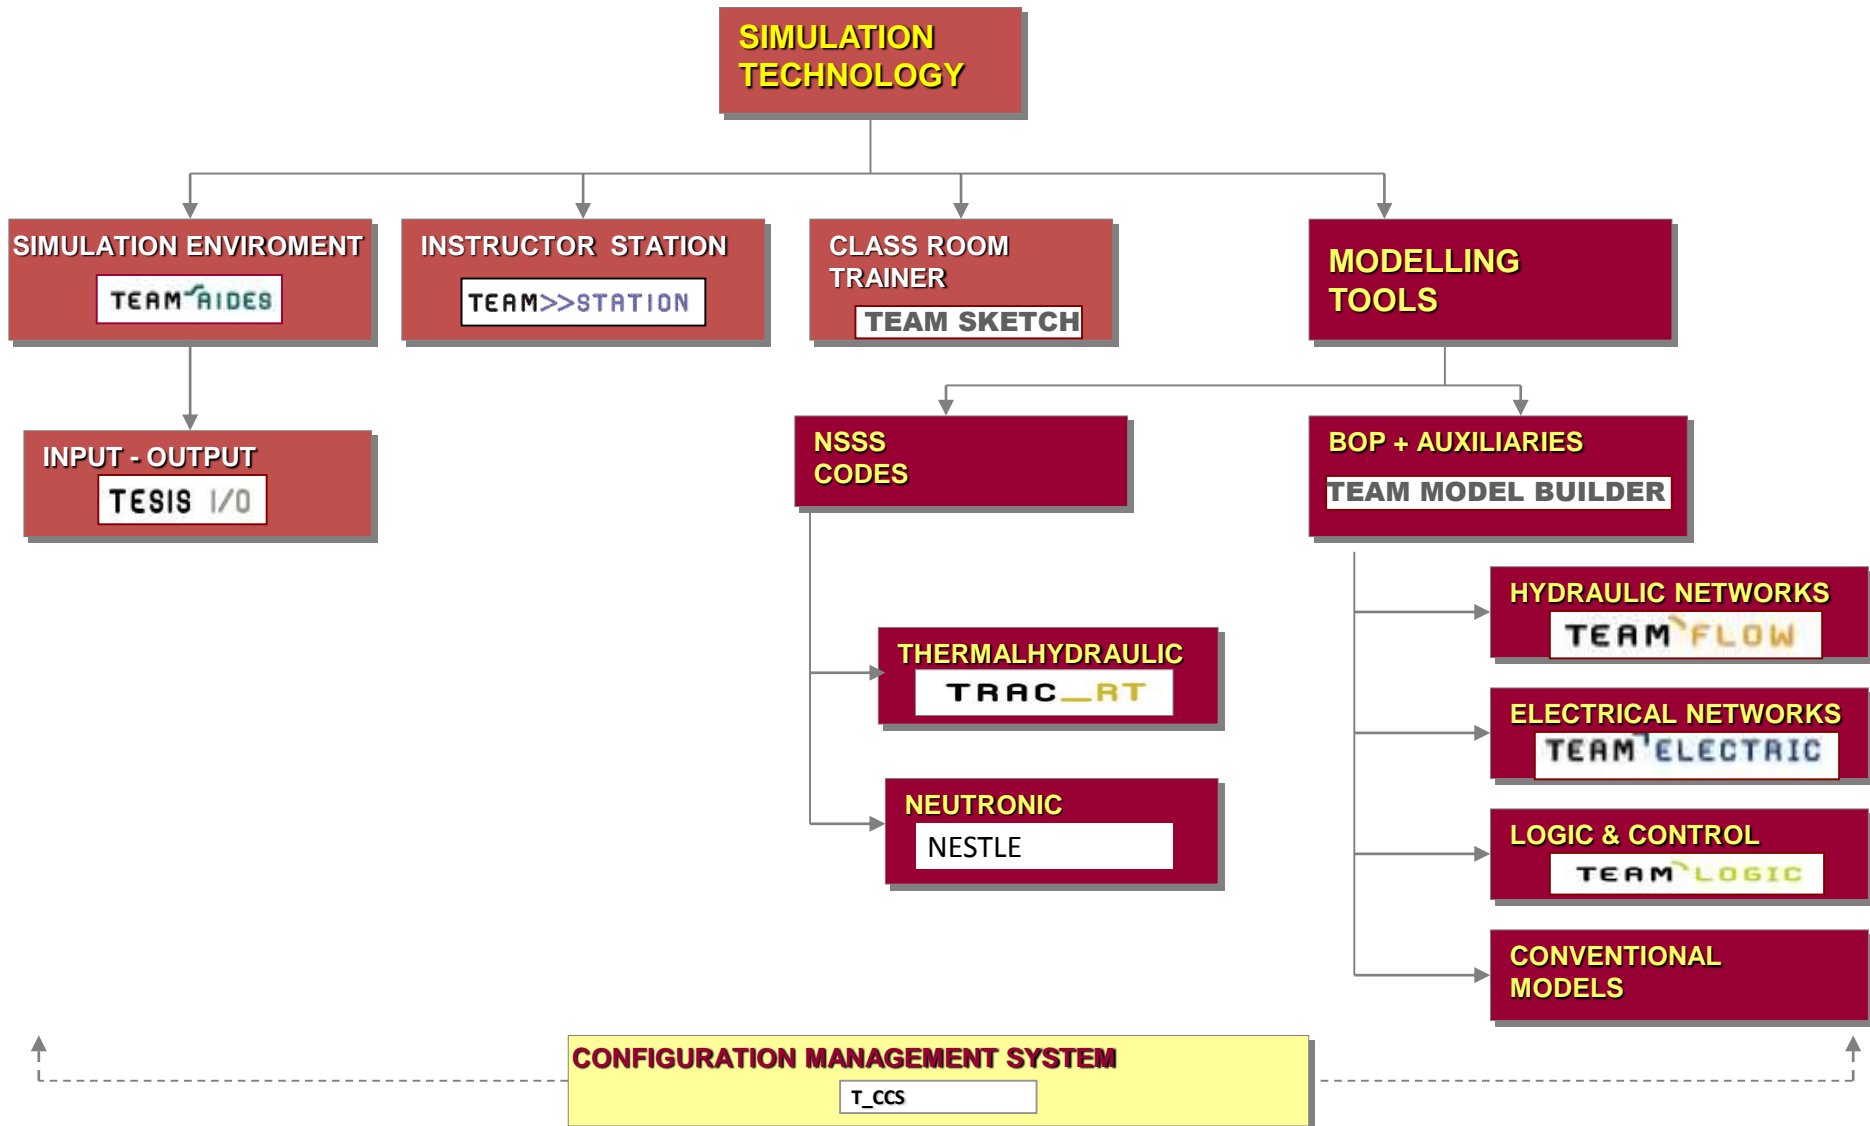 SIMULATION
TECHNOLOGY
SIMULATION ENVIROMENT
TEAM AIDES
INSTRUCTOR STATION
TEAM>>STATION
CLASS ROOM
TRAINER
TEAM SKETCH
MODELLING
TOOLS
INPUT - OUTPUT
TESIS I/O
NSSS
CODES
BOP + AUXILIARIES
TEAM MODEL BUILDER
THERMALHYDRAULIC
TRAC_RT
NEUTRONIC
NESTLE
HYDRAULIC NETWORKS
TEAM FLOW
ELECTRICAL NETWORKS
TEAM ELECTRIC
LOGIC & CONTROL
TEAM LOGIC
CONVENTIONAL
MODELS
CONFIGURATION MANAGEMENT SYSTEM
T_CCS